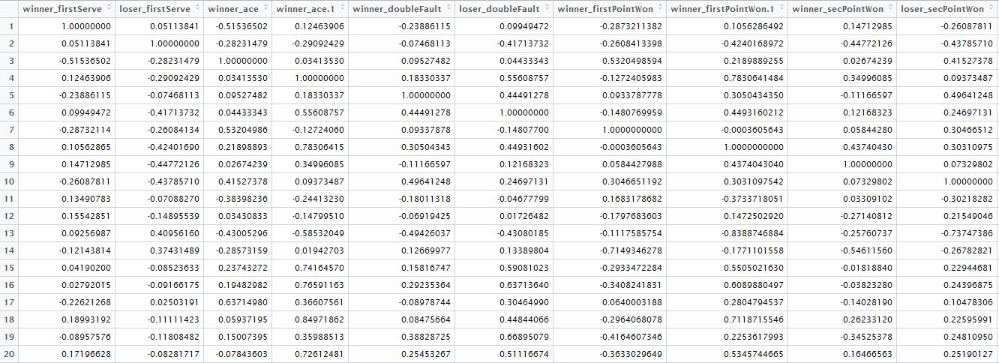 winner_firstServe loser_firstServe winner_ace winner_ace.1 winner_doubleFault loser_doubleFault winner_firstPointWon winner_firstPointWon.1 winner_secPointWon loser_secPointWon
1 1.00000000 0.05113841 -0.51536502 0.12463906 -0.23886115 0.09949472 -0.2873211382 0.1056286492 0.14712985 -0.26087811
2 0.05113841 1.00000000 -0.28231479 -0.29092429 -0.07468113 -0.41713732 -0.2608413398 -0.4240168972 -0.44772126 -0.43785710
3 -0.51536502 -0.28231479 1.00000000 0.03413530 0.09527482 0.04433343 0.5320498594 0.2189889255 0.02674239 0.41527378
4 0.12463906 -0.29092429 0.03413530 1.00000000 0.18330337 0.55608757 -0.1272405983 0.7830641484 0.34996085 0.09373487
5 -0.23886115 -0.07468113 0.09527482 0.18330337 1.00000000 0.44491278 0.0933787778 0.3050434350 -0.11166597 0.49641248
6 0.09949472 -0.41713732 0.04433343 0.55608757 0.44491278 1.00000000 -0.1480769959 0.4493160212 0.12168323 0.24697131
7 -0.28732114 -0.26084134 0.53204986 -0.12724060 0.09337878 -0.14807700 1.0000000000 -0.0003605643 0.05844280 0.30466512
8 0.10562865 -0.42401690 0.21898893 0.78306415 0.30504343 0.44931602 -0.0003605643 1.0000000000 0.43740430 0.30310975
9 0.14712985 -0.44772126 0.02674239 0.34996085 -0.11166597 0.12168323 0.0584427988 0.4374043040 1.00000000 0.07329802
10 -0.26087811 -0.43785710 0.41527378 0.09373487 0.49641248 0.24697131 0.3046651192 0.3031097542 0.07329802 1.00000000
11 0.13490783 -0.07088270 -0.38398236 -0.24413230 -0.18011318 -0.04677799 0.1683178682 -0.3733718051 0.03309102 -0.30218282
12 0.15542851 -0.14895539 0.03430833 -0.14799510 -0.06919425 0.01726482 -0.1797683603 0.1472502920 -0.27140812 0.21549046
13 0.09256987 0.40956160 -0.43005296 -0.58532049 -0.49426037 -0.43080185 -0.1117585754 -0.8388746884 -0.25760737 -0.73747386
14 -0.12143814 0.37431489 -0.28573159 0.01942703 0.12669977 0.13389804 -0.7149346278 -0.1771101558 -0.54611560 -0.26782821
15 0.04190200 -0.08523633 0.23743272 0.74164570 0.15816747 0.59081023 -0.2933472284 0.5505021630 -0.01818840 0.22944681
16 0.02792015 -0.09166175 0.19482982 0.76591163 0.29235364 0.63713640 -0.3408241831 0.6089880497 -0.03823280 0.24396875
17 -0.22621268 0.02503191 0.63714980 0.36607561 -0.08978744 0.30464990 0.0640003188 0.2804794537 -0.14028190 0.10478306
18 0.18993192 -0.11111423 0.05937195 0.84971862 0.08475664 0.44844066 -0.2964068078 0.7118715546 0.26233120 0.22595991
19 -0.08957576 -0.11808482 0.15007395 0.35988513 0.38828725 0.66895079 -0.4164607346 0.2253617993 -0.34525378 0.24810950
20 0.17196628 -0.08281717 -0.07843603 0.72612481 0.25453267 0.51116674 -0.3633029649 0.5345744665 0.16466563 0.25190127